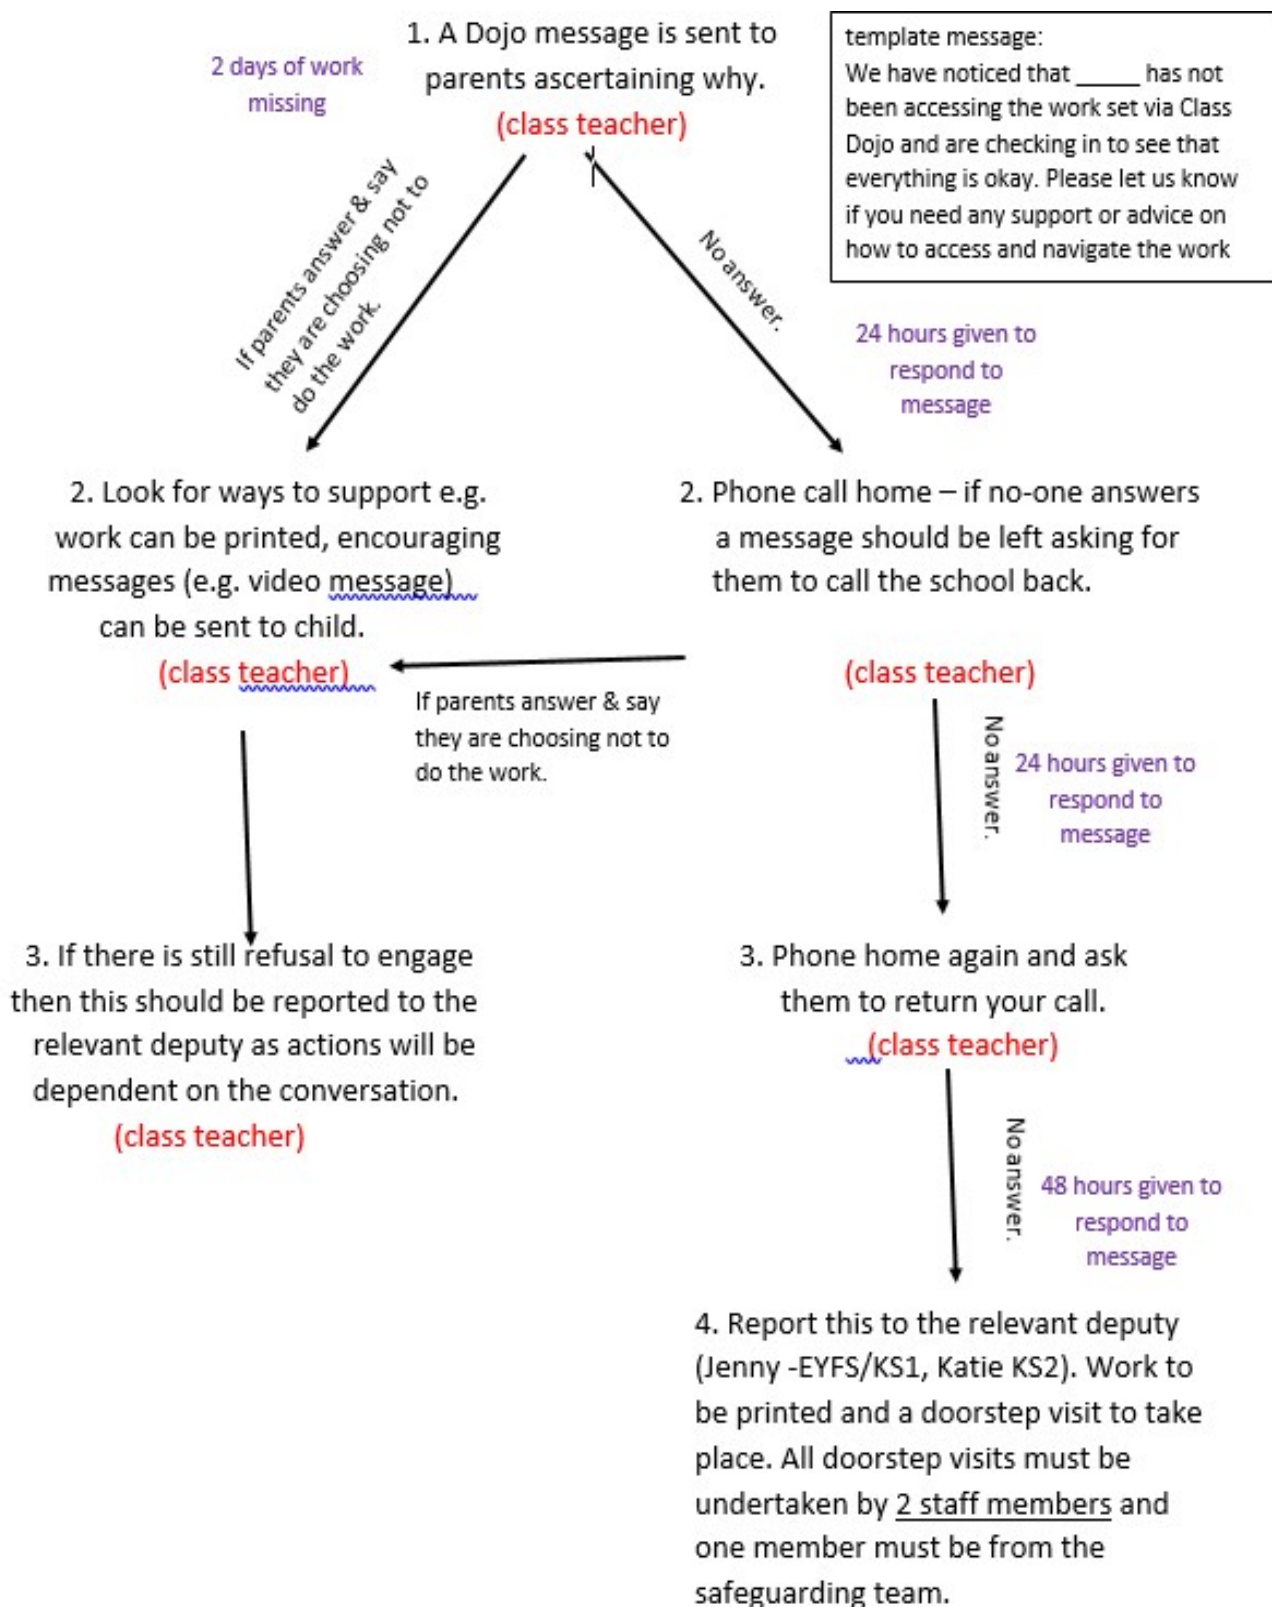 1. A Dojo message is sent to
parents ascertaining why.
(class teacher)
2 days of work
missing
template message:
We have noticed that _____ has not
been accessing the work set via Class
Dojo and are checking in to see that
everything is okay. Please let us know
if you need any support or advice on
how to access and navigate the work
If parents answer & say
they are choosing not to
do the work.
No answer.
24 hours given to
respond to
message
2. Look for ways to support e.g.
work can be printed, encouraging
messages (e.g. video message)
can be sent to child.
(class teacher)
2. Phone call home – if no-one answers
a message should be left asking for
them to call the school back.
(class teacher)
If parents answer & say
they are choosing not to
do the work.
No answer.
24 hours given to
respond to
message
3. If there is still refusal to engage
then this should be reported to the
relevant deputy as actions will be
dependent on the conversation.
(class teacher)
3. Phone home again and ask
them to return your call.
(class teacher)
No answer.
48 hours given to
respond to
message
4. Report this to the relevant deputy
(Jenny -EYFS/KS1, Katie KS2). Work to
be printed and a doorstep visit to take
place. All doorstep visits must be
undertaken by 2 staff members and
one member must be from the
safeguarding team.